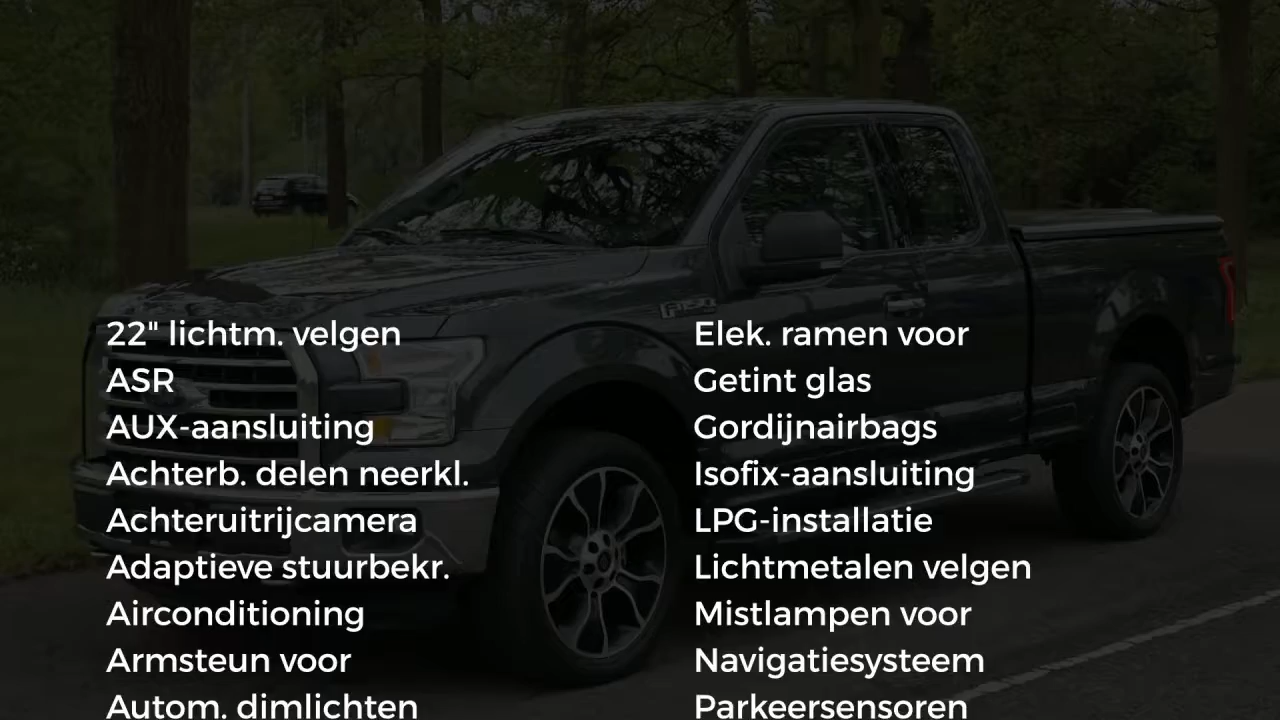 F-150
22" lichtm. velgen
ASR
AUX-aansluiting
Achterb. delen neerkl.
Achteruitrijcamera
Adaptieve stuurbekr.
Airconditioning
Armsteun voor
Autom. dimlichten
Elek. ramen voor
Getint glas
Gordijnairbags
Isofix-aansluiting
LPG-installatie
Lichtmetalen velgen
Mistlampen voor
Navigatiesysteem
Parkeersensoren